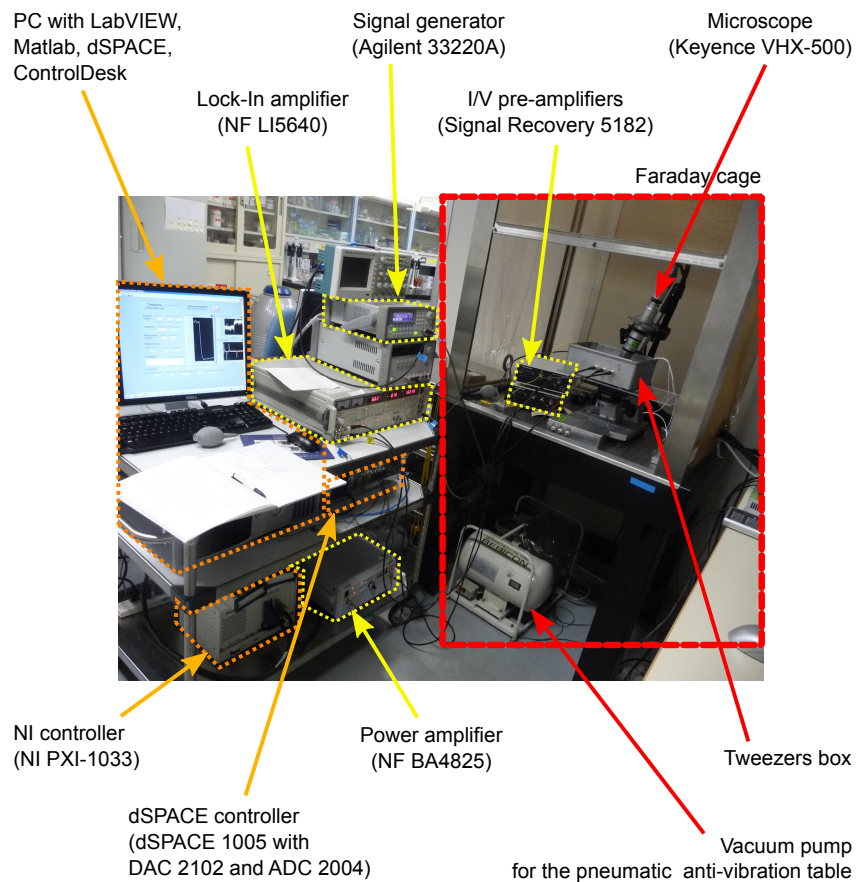 PC with LabVIEW,
Matlab, dSPACE,
ControlDesk
Signal generator
(Agilent 33220A)
Microscope
(Keyence VHX-500)
Lock-In amplifier
(NF LI5640)
I/V pre-amplifiers
(Signal Recovery 5182)
Faraday cage
DELL
BEBICON
NI controller
(NI PXI-1033)
Power amplifier
(NF BA4825)
Tweezers box
dSPACE controller
(dSPACE 1005 with
DAC 2102 and ADC 2004)
Vacuum pump
for the pneumatic anti-vibration table